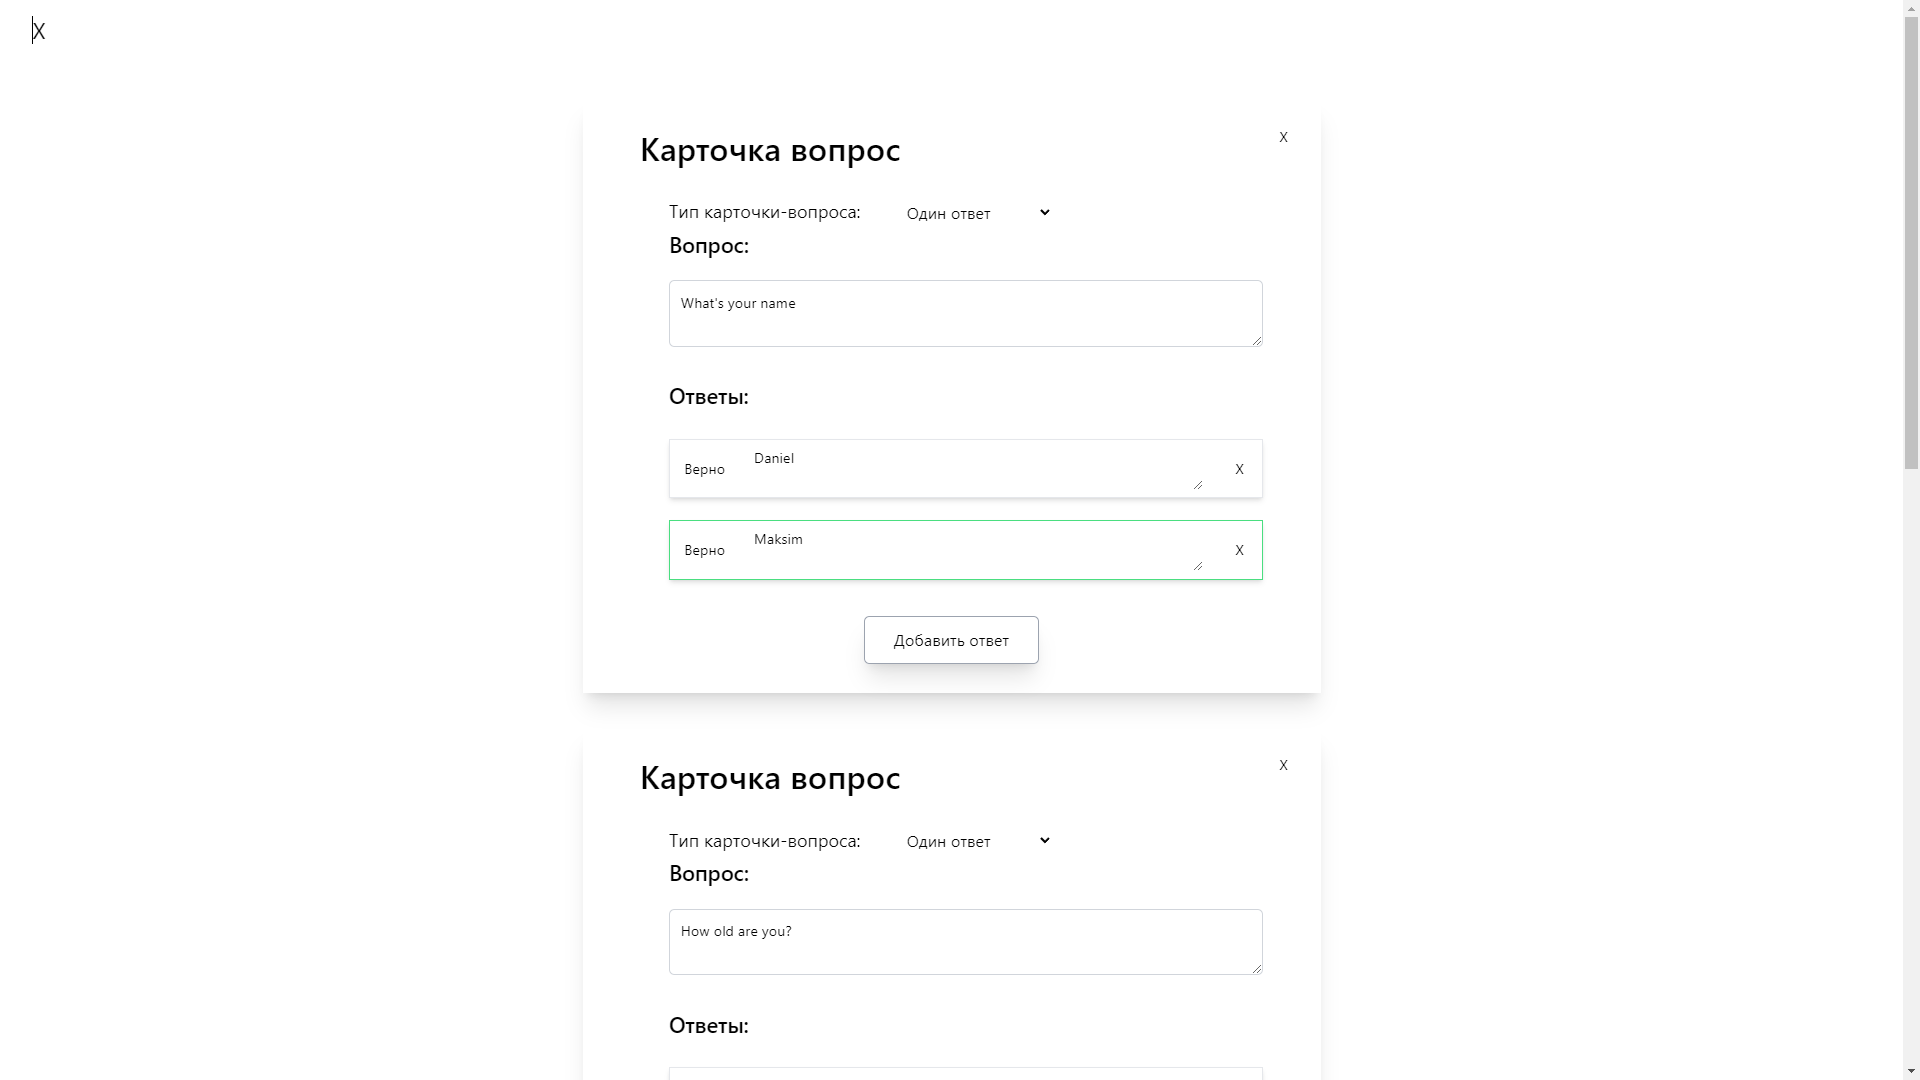 X
Карточка вопрос
X
Тип карточки-вопроса: Один ответ
Вопрос:
What's your name
Ответы:
Верно Daniel X
Верно Maksim X
Добавить ответ
Карточка вопрос
X
Тип карточки-вопроса: Один ответ
Вопрос:
How old are you?
Ответы: